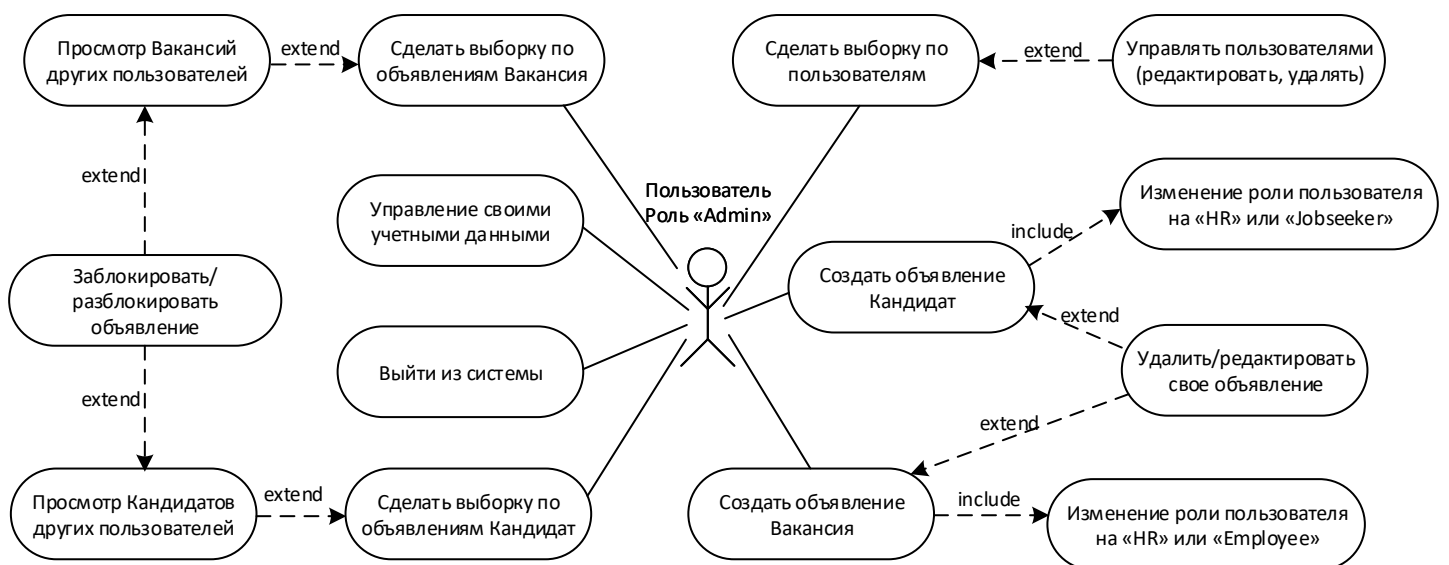 Просмотр Вакансий
других пользователей
extend
Сделать выборку по
объявлениям Вакансия
Сделать выборку по
пользователям
extend
Управлять пользователями
(редактировать, удалять)
extend
Управление своими
учетными данными
Пользователь
Роль «Admin»
include
Изменение роли пользователя
на «HR» или «Jobseeker»
Заблокировать/
разблокировать
объявление
Создать объявление
Кандидат
extend
Выйти из системы
Удалить/редактировать
свое объявление
extend
extend
Просмотр Кандидатов
других пользователей
extend
Сделать выборку по
объявлениям Кандидат
Создать объявление
Вакансия
include
Изменение роли пользователя
на «HR» или «Employee»